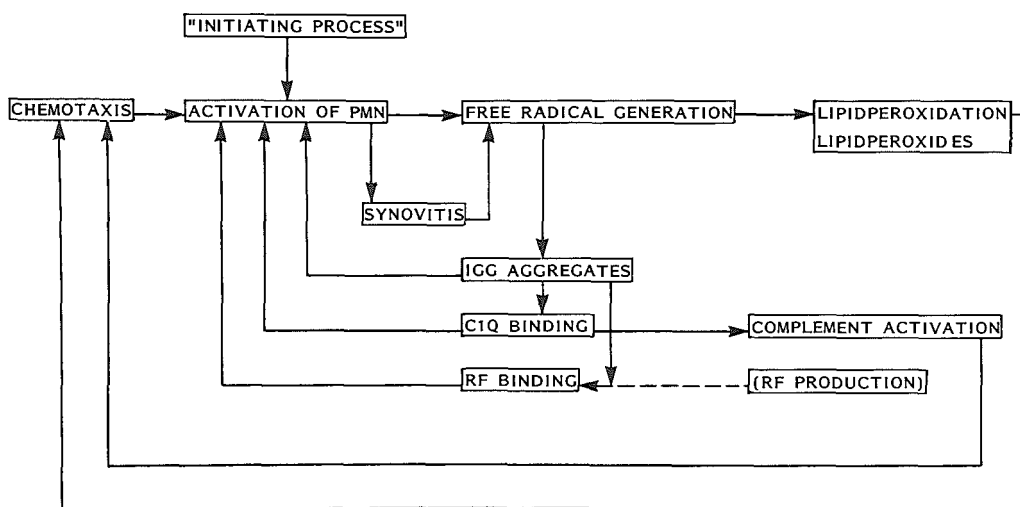 "INITIATING PROCESS"
CHEMOTAXIS
ACTIVATION OF PMN
FREE RADICAL GENERATION
LIPIDPEROXIDATION
LIPIDPEROXIDES
SYNOVITIS
IGG AGGREGATES
C1Q BINDING
COMPLEMENT ACTIVATION
RF BINDING
(RF PRODUCTION)